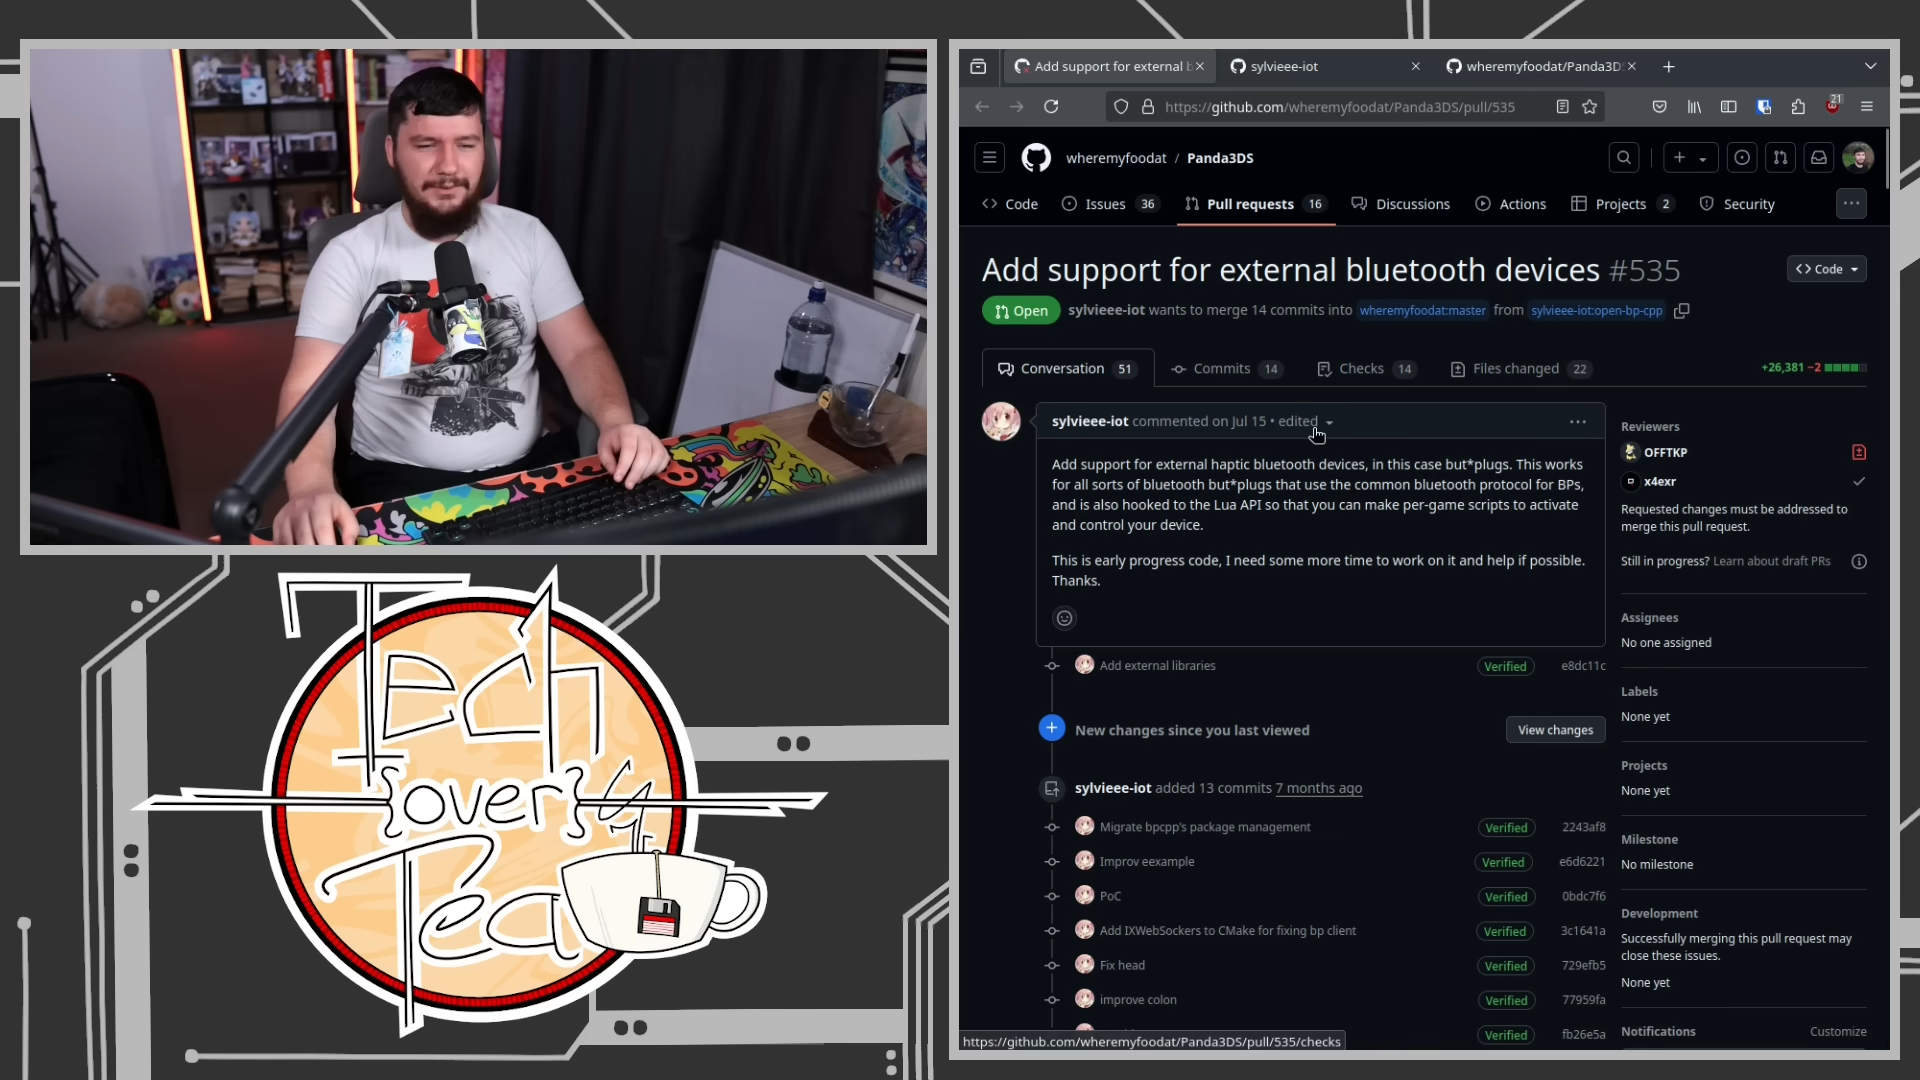 Add support for external b
sylvieee-iot
wheremyfoodat/Panda3D
https://github.com/wheremyfoodat/Panda3DS/pull/535
21
wheremyfoodat / Panda3DS
Code
Issues 36
Pull requests 16
Discussions
Actions
Projects 2
Security
Add support for external bluetooth devices #535
Code
Open
sylvieee-iot wants to merge 14 commits into wheremyfoodat:master from sylvieee-iot:open-bp-cpp
Conversation 51
Commits 14
Checks 14
Files changed 22
+26,381 −2
sylvieee-iot commented on Jul 15 • edited
Add support for external haptic bluetooth devices, in this case but*plugs. This works
for all sorts of bluetooth but*plugs that use the common bluetooth protocol for BPs,
and is also hooked to the Lua API so that you can make per-game scripts to activate
and control your device.
This is early progress code, I need some more time to work on it and help if possible.
Thanks.
Add external libraries Verified e8dc11c
New changes since you last viewed View changes
sylvieee-iot added 13 commits 7 months ago
Migrate bpcpp's package management Verified 2243af8
Improv eexample Verified e6d6221
PoC Verified 0bdc7f6
Add IXWebSockers to CMake for fixing bp client Verified 3c1641a
Fix head Verified 729efb5
improve colon Verified 77959fa
Verified fb26e5a
https://github.com/wheremyfoodat/Panda3DS/pull/535/checks
Reviewers
OFFTKP
x4exr
Requested changes must be addressed to
merge this pull request.
Still in progress? Learn about draft PRs
Assignees
No one assigned
Labels
None yet
Projects
None yet
Milestone
No milestone
Development
Successfully merging this pull request may
close these issues.
None yet
Notifications Customize
Tech
{over}
Tea